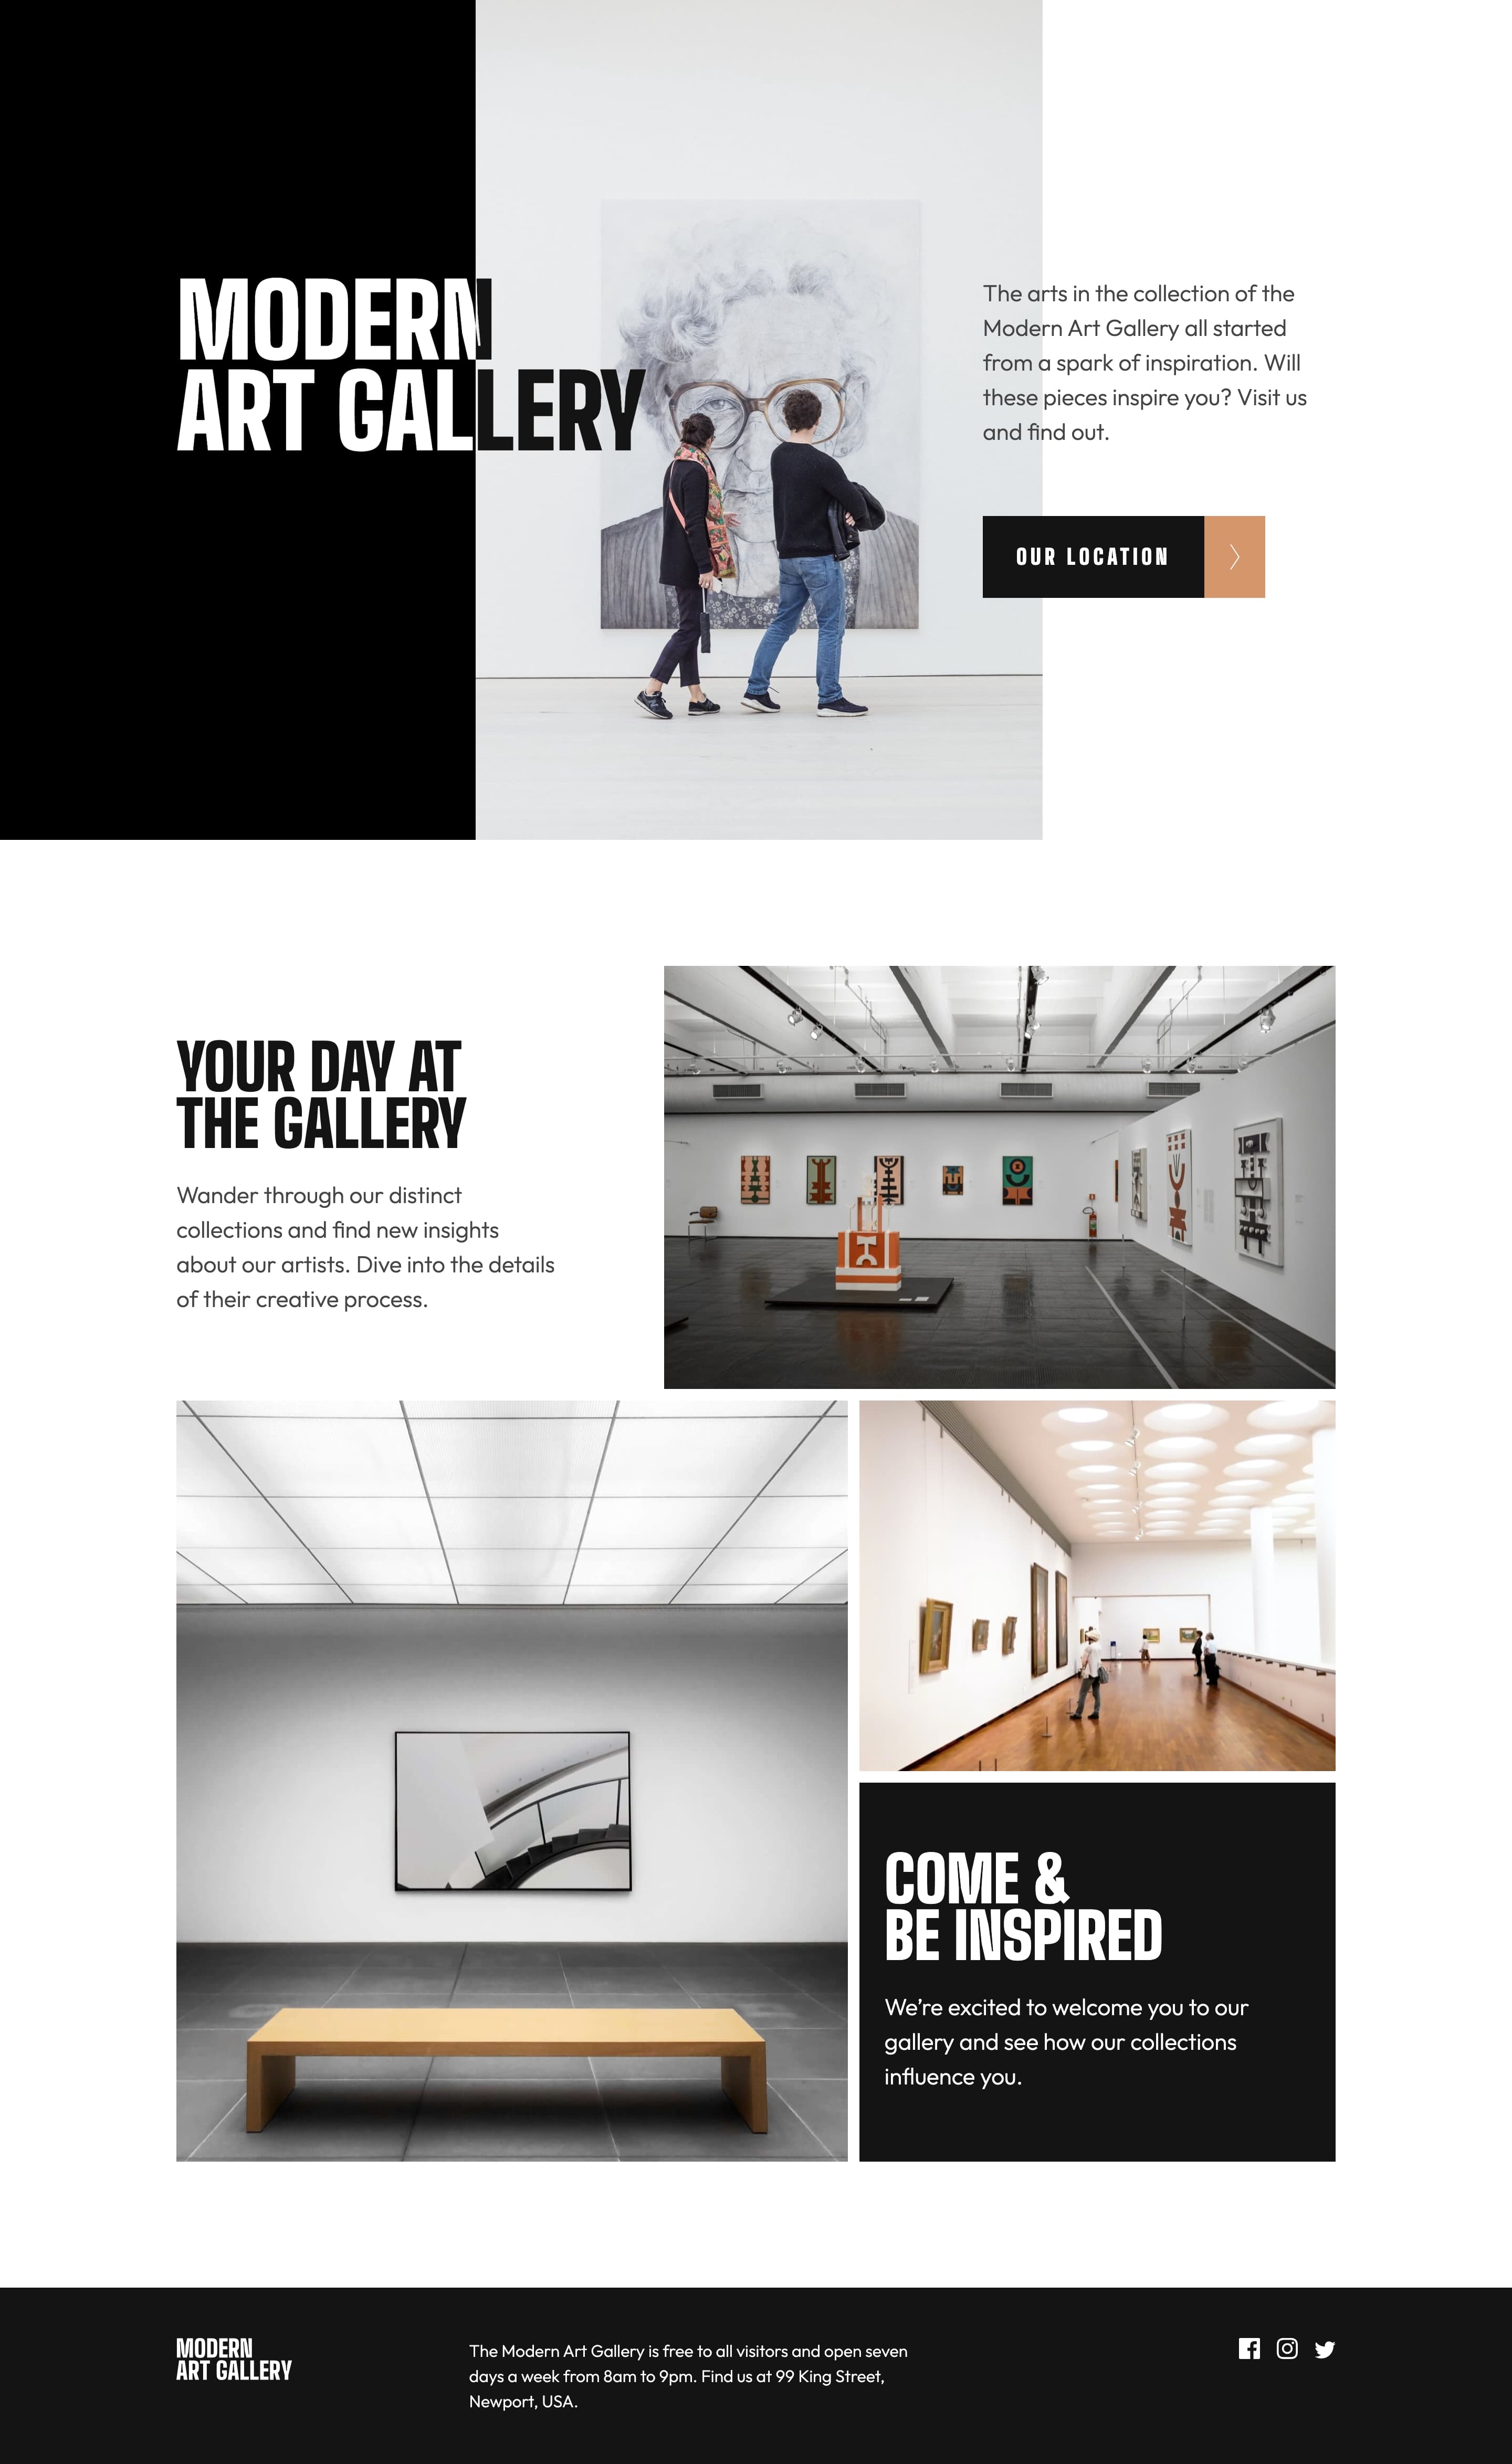 MODERN
ART GALLERY
The arts in the collection of the
Modern Art Gallery all started
from a spark of inspiration. Will
these pieces inspire you? Visit us
and find out.
OUR LOCATION
YOUR DAY AT
THE GALLERY
Wander through our distinct
collections and find new insights
about our artists. Dive into the details
of their creative process.
COME &
BE INSPIRED
We’re excited to welcome you to our
gallery and see how our collections
influence you.
MODERN
ART GALLERY
The Modern Art Gallery is free to all visitors and open seven
days a week from 8am to 9pm. Find us at 99 King Street,
Newport, USA.